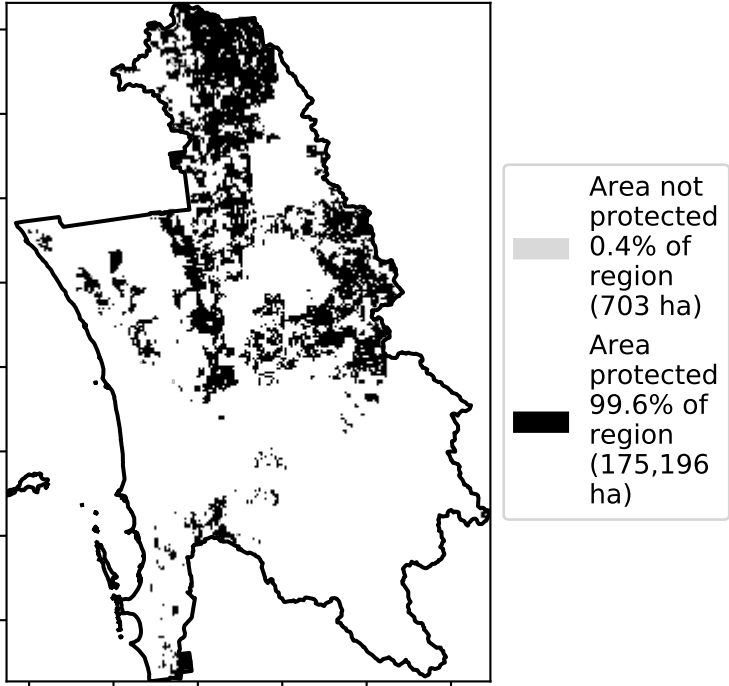 Area not
protected
0.4% of
region
(703 ha)
Area
protected
99.6% of
region
(175,196
ha)